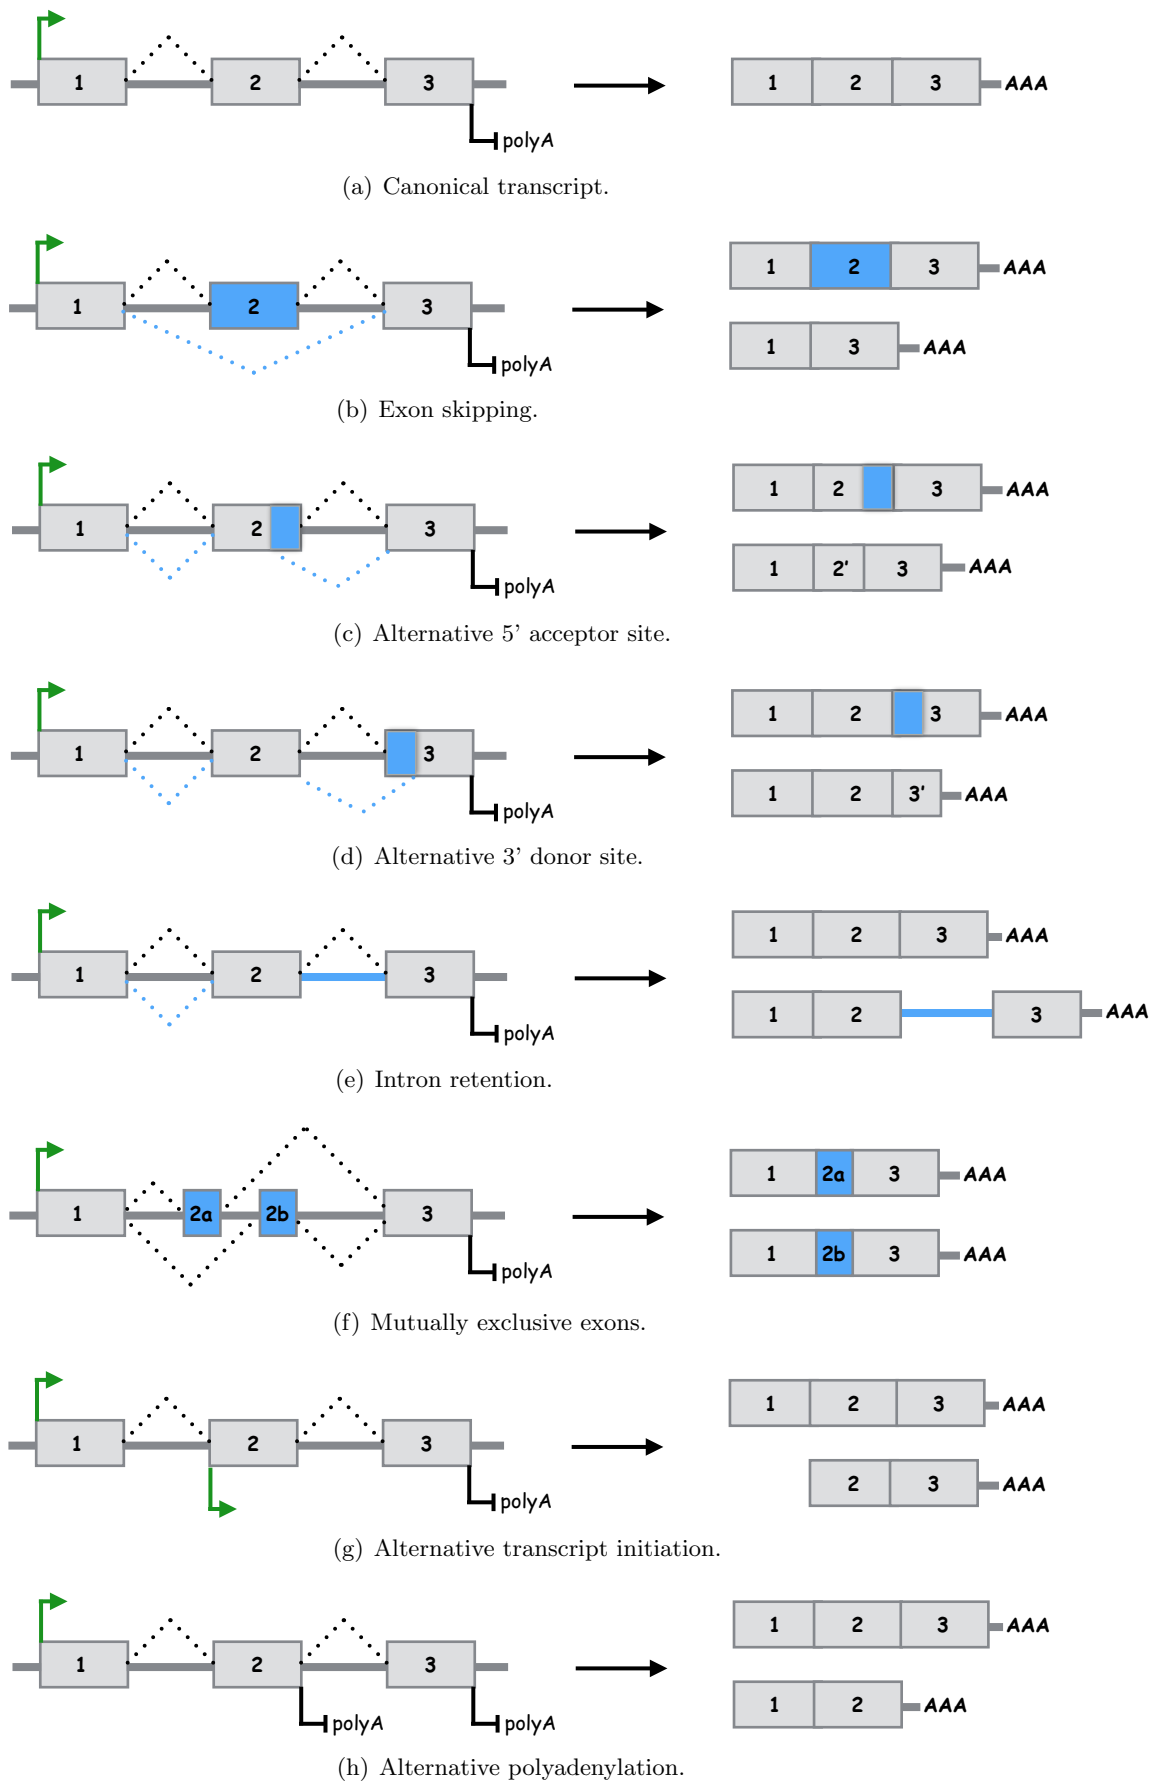 1 2 3 1 2 3 AAA
polyA
(a) Canonical transcript.
1 2 3 AAA
1 2 3
1 3 AAA
polyA
(b) Exon skipping.
1 2 3 AAA
1 2 3
1 2' 3 AAA
polyA
(c) Alternative 5' acceptor site.
1 2 3 AAA
1 2 3
1 2 3' AAA
polyA
(d) Alternative 3' donor site.
1 2 3 AAA
1 2 3
1 2 3 AAA
polyA
(e) Intron retention.
1 2a 3 AAA
1 2a 2b 3
1 2b 3 AAA
polyA
(f) Mutually exclusive exons.
1 2 3 AAA
1 2 3
2 3 AAA
polyA
(g) Alternative transcript initiation.
1 2 3 AAA
1 2 3
1 2 AAA
polyA polyA
(h) Alternative polyadenylation.